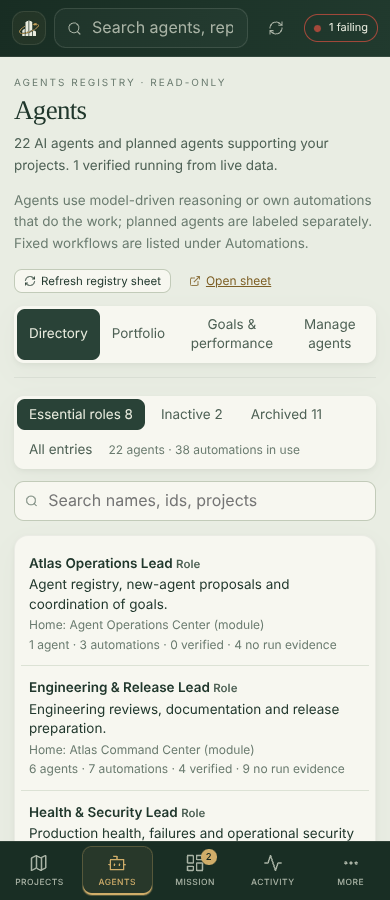 Search agents, rep
1 failing
AGENTS REGISTRY · READ-ONLY
Agents
22 AI agents and planned agents supporting your
projects. 1 verified running from live data.
Agents use model-driven reasoning or own automations
that do the work; planned agents are labeled separately.
Fixed workflows are listed under Automations.
Refresh registry sheet
Open sheet
Directory
Portfolio
Goals &
performance
Manage
agents
Essential roles 8
Inactive 2
Archived 11
All entries
22 agents · 38 automations in use
Search names, ids, projects
Atlas Operations Lead Role
Agent registry, new-agent proposals and
coordination of goals.
Home: Agent Operations Center (module)
1 agent · 3 automations · 0 verified · 4 no run evidence
Engineering & Release Lead Role
Engineering reviews, documentation and release
preparation.
Home: Atlas Command Center (module)
6 agents · 7 automations · 4 verified · 9 no run evidence
Health & Security Lead Role
Production health, failures and operational security
PROJECTS
AGENTS
2
MISSION
ACTIVITY
MORE